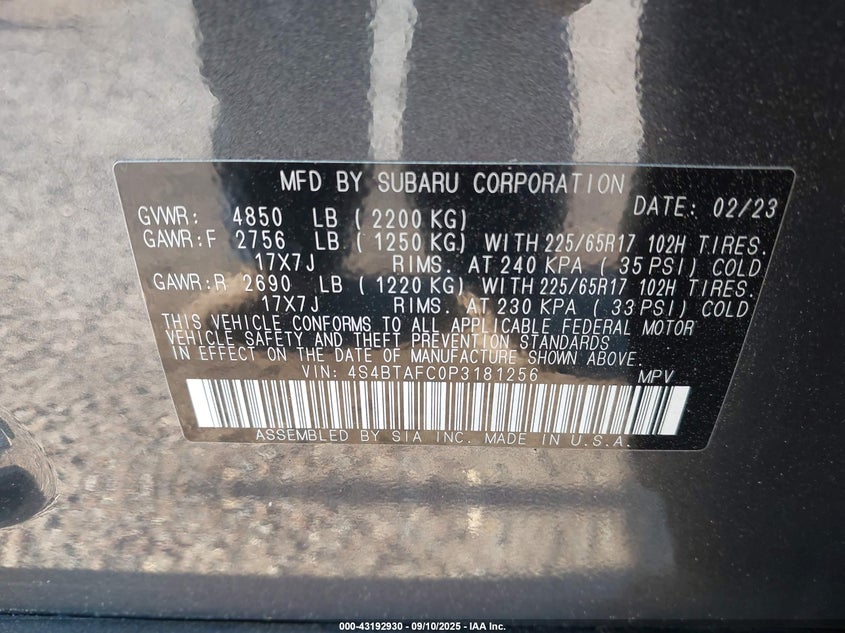 MFD BY SUBARU CORPORATION
DATE: 02/23
GVWR: 4850 LB (2200 KG)
GAWR:F 2756 LB (1250 KG) WITH 225/65R17 102H TIRES.
17X7J RIMS. AT 240 KPA (35 PSI) COLD
GAWR:R 2690 LB (1220 KG) WITH 225/65R17 102H TIRES.
17X7J RIMS. AT 230 KPA (33 PSI) COLD
THIS VEHICLE CONFORMS TO ALL APPLICABLE FEDERAL MOTOR
VEHICLE SAFETY AND THEFT PREVENTION STANDARDS
IN EFFECT ON THE DATE OF MANUFACTURE SHOWN ABOVE.
VIN: 4S4BTAFC0P3181256 MPV
ASSEMBLED BY SIA INC. MADE IN U.S.A.
000-43192930 - 09/10/2025 - IAA Inc.